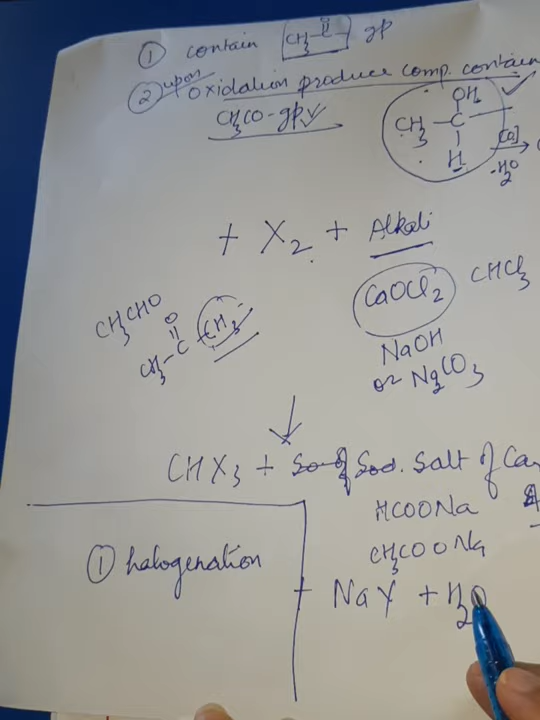 ① contain CH₃-C- gp
O
② upon oxidation produce comp. contain
CH₃CO-gp ✓
OH
CH₃-C-
H
[O]
-H₂O
+ X₂ + Alkali
CaOCl₂ CHCl₃
CH₃CHO
O
CH₃-C-CH₃
NaOH
or Na₂CO₃
CHX₃ + Sod. Salt of Ca
HCOONa
CH₃COONa
① halogenation
+ NaX + H₂O